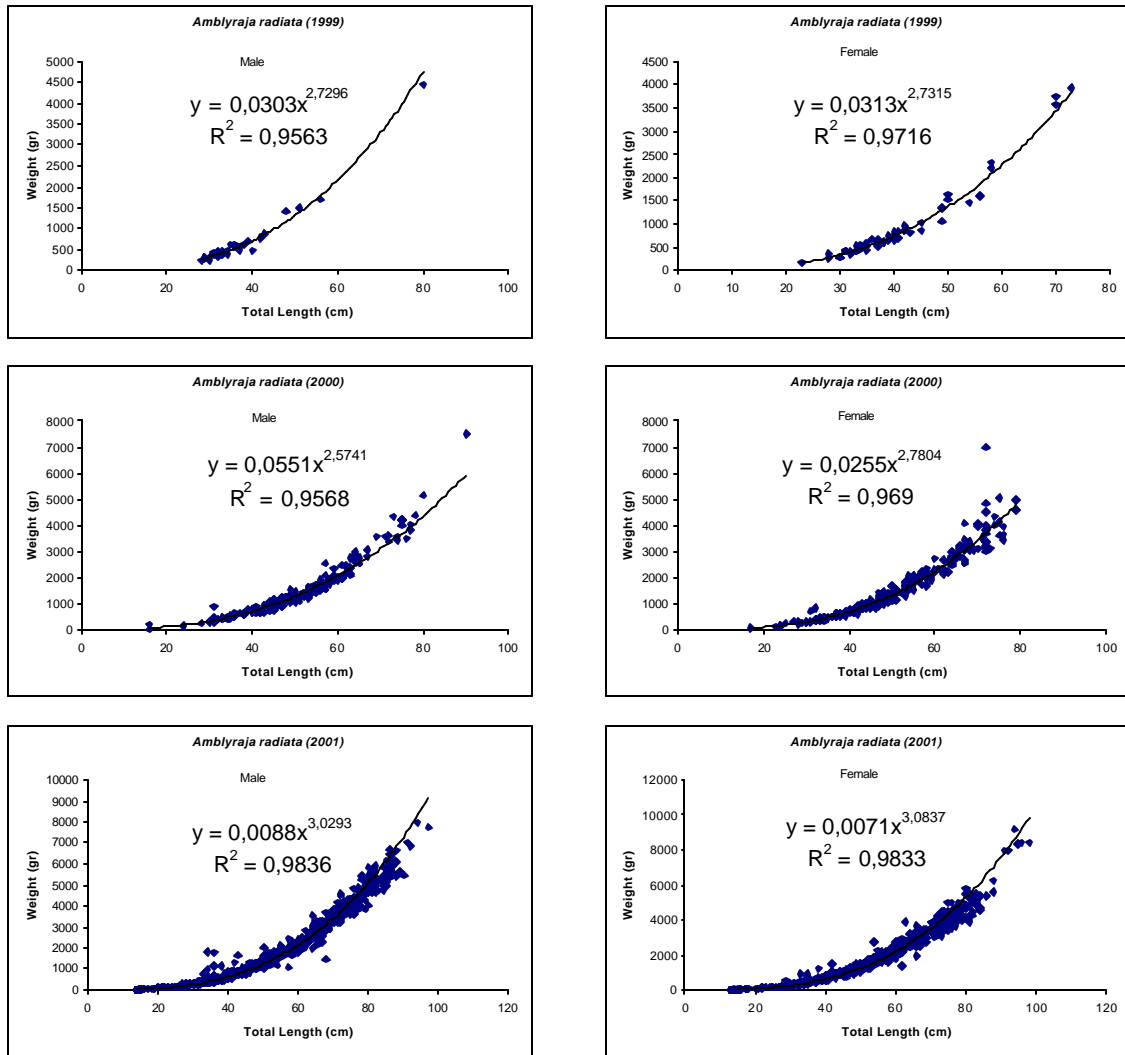 Amblyraja radiata (1999)
Male
y = 0,0303x^2,7296
R^2 = 0,9563
Weight (gr)
5000
4500
4000
3500
3000
2500
2000
1500
1000
500
0
0 20 40 60 80 100
Total Length (cm)
Amblyraja radiata (1999)
Female
y = 0,0313x^2,7315
R^2 = 0,9716
Weight (gr)
4500
4000
3500
3000
2500
2000
1500
1000
500
0
0 10 20 30 40 50 60 70 80
Total Length (cm)
Amblyraja radiata (2000)
Male
y = 0,0551x^2,5741
R^2 = 0,9568
Weight (gr)
8000
7000
6000
5000
4000
3000
2000
1000
0
0 20 40 60 80 100
Total Length (cm)
Amblyraja radiata (2000)
Female
y = 0,0255x^2,7804
R^2 = 0,969
Weight (gr)
8000
7000
6000
5000
4000
3000
2000
1000
0
0 20 40 60 80 100
Total Length (cm)
Amblyraja radiata (2001)
Male
y = 0,0088x^3,0293
R^2 = 0,9836
Weight (gr)
10000
9000
8000
7000
6000
5000
4000
3000
2000
1000
0
0 20 40 60 80 100 120
Total Length (cm)
Amblyraja radiata (2001)
Female
y = 0,0071x^3,0837
R^2 = 0,9833
Weight (gr)
12000
10000
8000
6000
4000
2000
0
0 20 40 60 80 100 120
Total Length (cm)